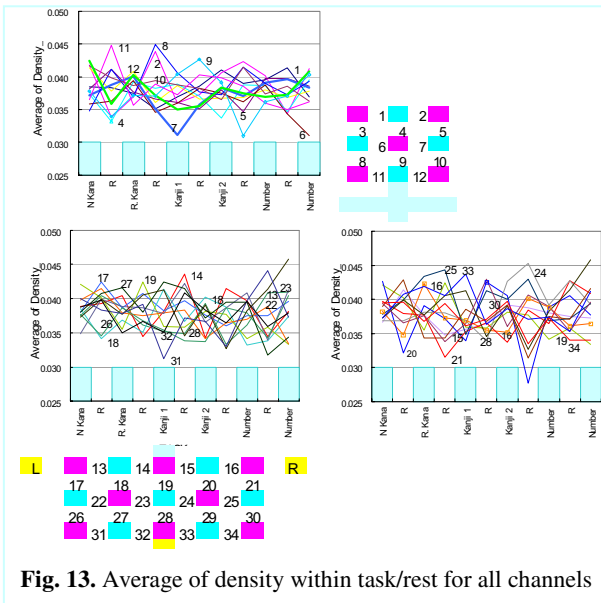 0.050
0.045
0.040
0.035
0.030
0.025
Average of Density_
11
8
12
2
10
9
1
4
7
5
6
N Kana
R
R. Kana
R
Kanji 1
R
Kanji 2
R
Number
R
Number
1 2
3 4 5
6 7
8 9 10
11 12
0.050
0.045
0.040
0.035
0.030
0.025
Average of Density_
17
27
19
14
26
18
32
31
28
18
13
22
23
N Kana
R
R. Kana
R
Kanji 1
R
Kanji 2
R
Number
R
Number
0.050
0.045
0.040
0.035
0.030
0.025
Average of Density_
25
33
24
16
30
20
15
21
28
16
19
34
N Kana
R
R. Kana
R
Kanji 1
R
Kanji 2
R
Number
R
Number
L 13 14 15 16 R
17 18 19 20 21
22 23 24 25
26 27 28 29 30
31 32 33 34
Fig. 13. Average of density within task/rest for all channels